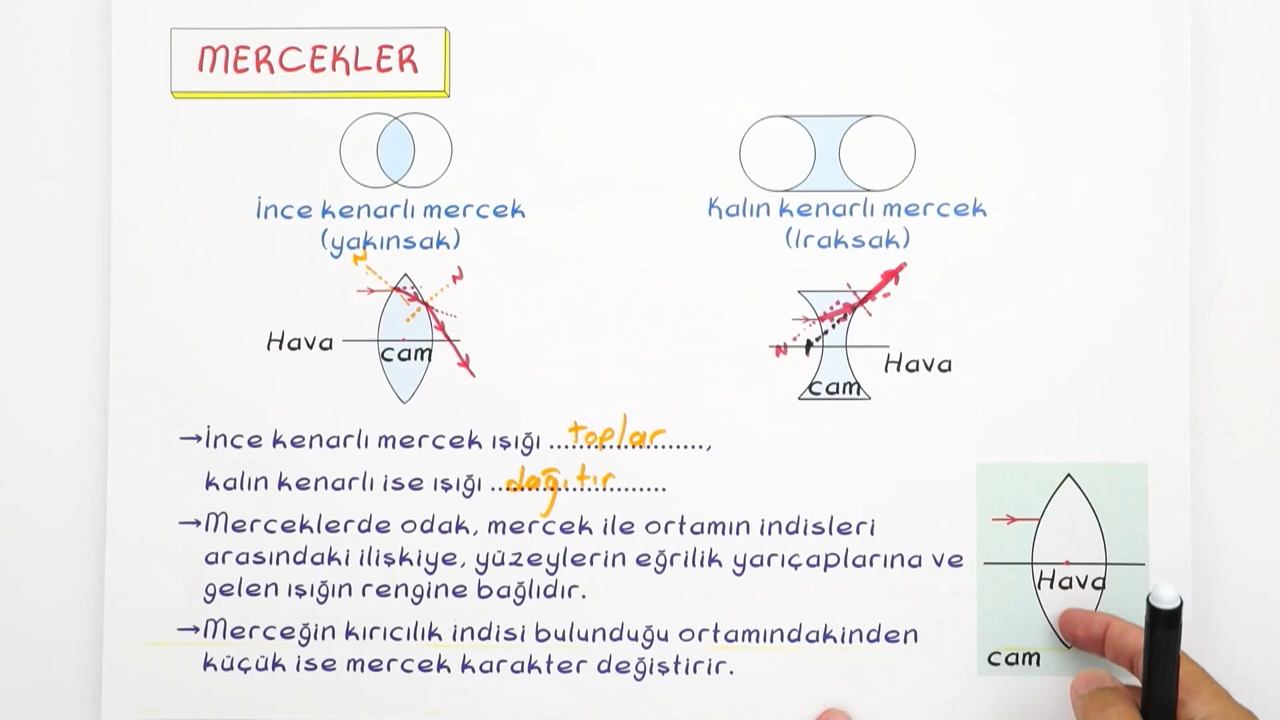 MERCEKLER
İnce kenarlı mercek
(yakınsak)
Kalın kenarlı mercek
(Iraksak)
N
N
Hava
cam
N
cam
Hava
→İnce kenarlı mercek ışığı ...toplar...,
kalın kenarlı ise ışığı ...dağıtır...
→Merceklerde odak, mercek ile ortamın indisleri
arasındaki ilişkiye, yüzeylerin eğrilik yarıçaplarına ve
gelen ışığın rengine bağlıdır.
→Merceğin kırıcılık indisi bulunduğu ortamındakinden
küçük ise mercek karakter değiştirir.
Hava
cam